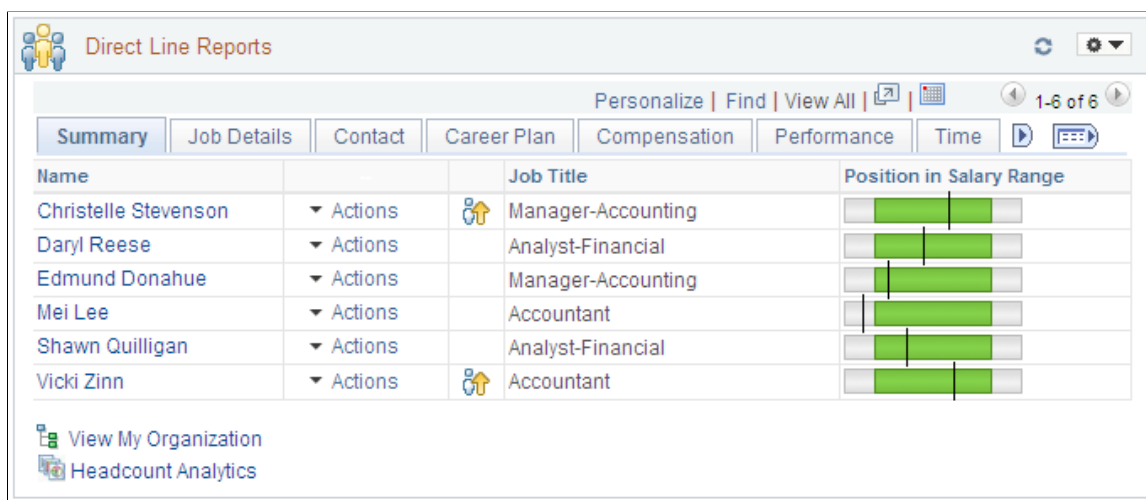 Direct Line Reports
Personalize | Find | View All | |
1-6 of 6
Summary Job Details Contact Career Plan Compensation Performance Time
Name Job Title Position in Salary Range
Christelle Stevenson Actions Manager-Accounting
Daryl Reese Actions Analyst-Financial
Edmund Donahue Actions Manager-Accounting
Mei Lee Actions Accountant
Shawn Quilligan Actions Analyst-Financial
Vicki Zinn Actions Accountant
View My Organization
Headcount Analytics